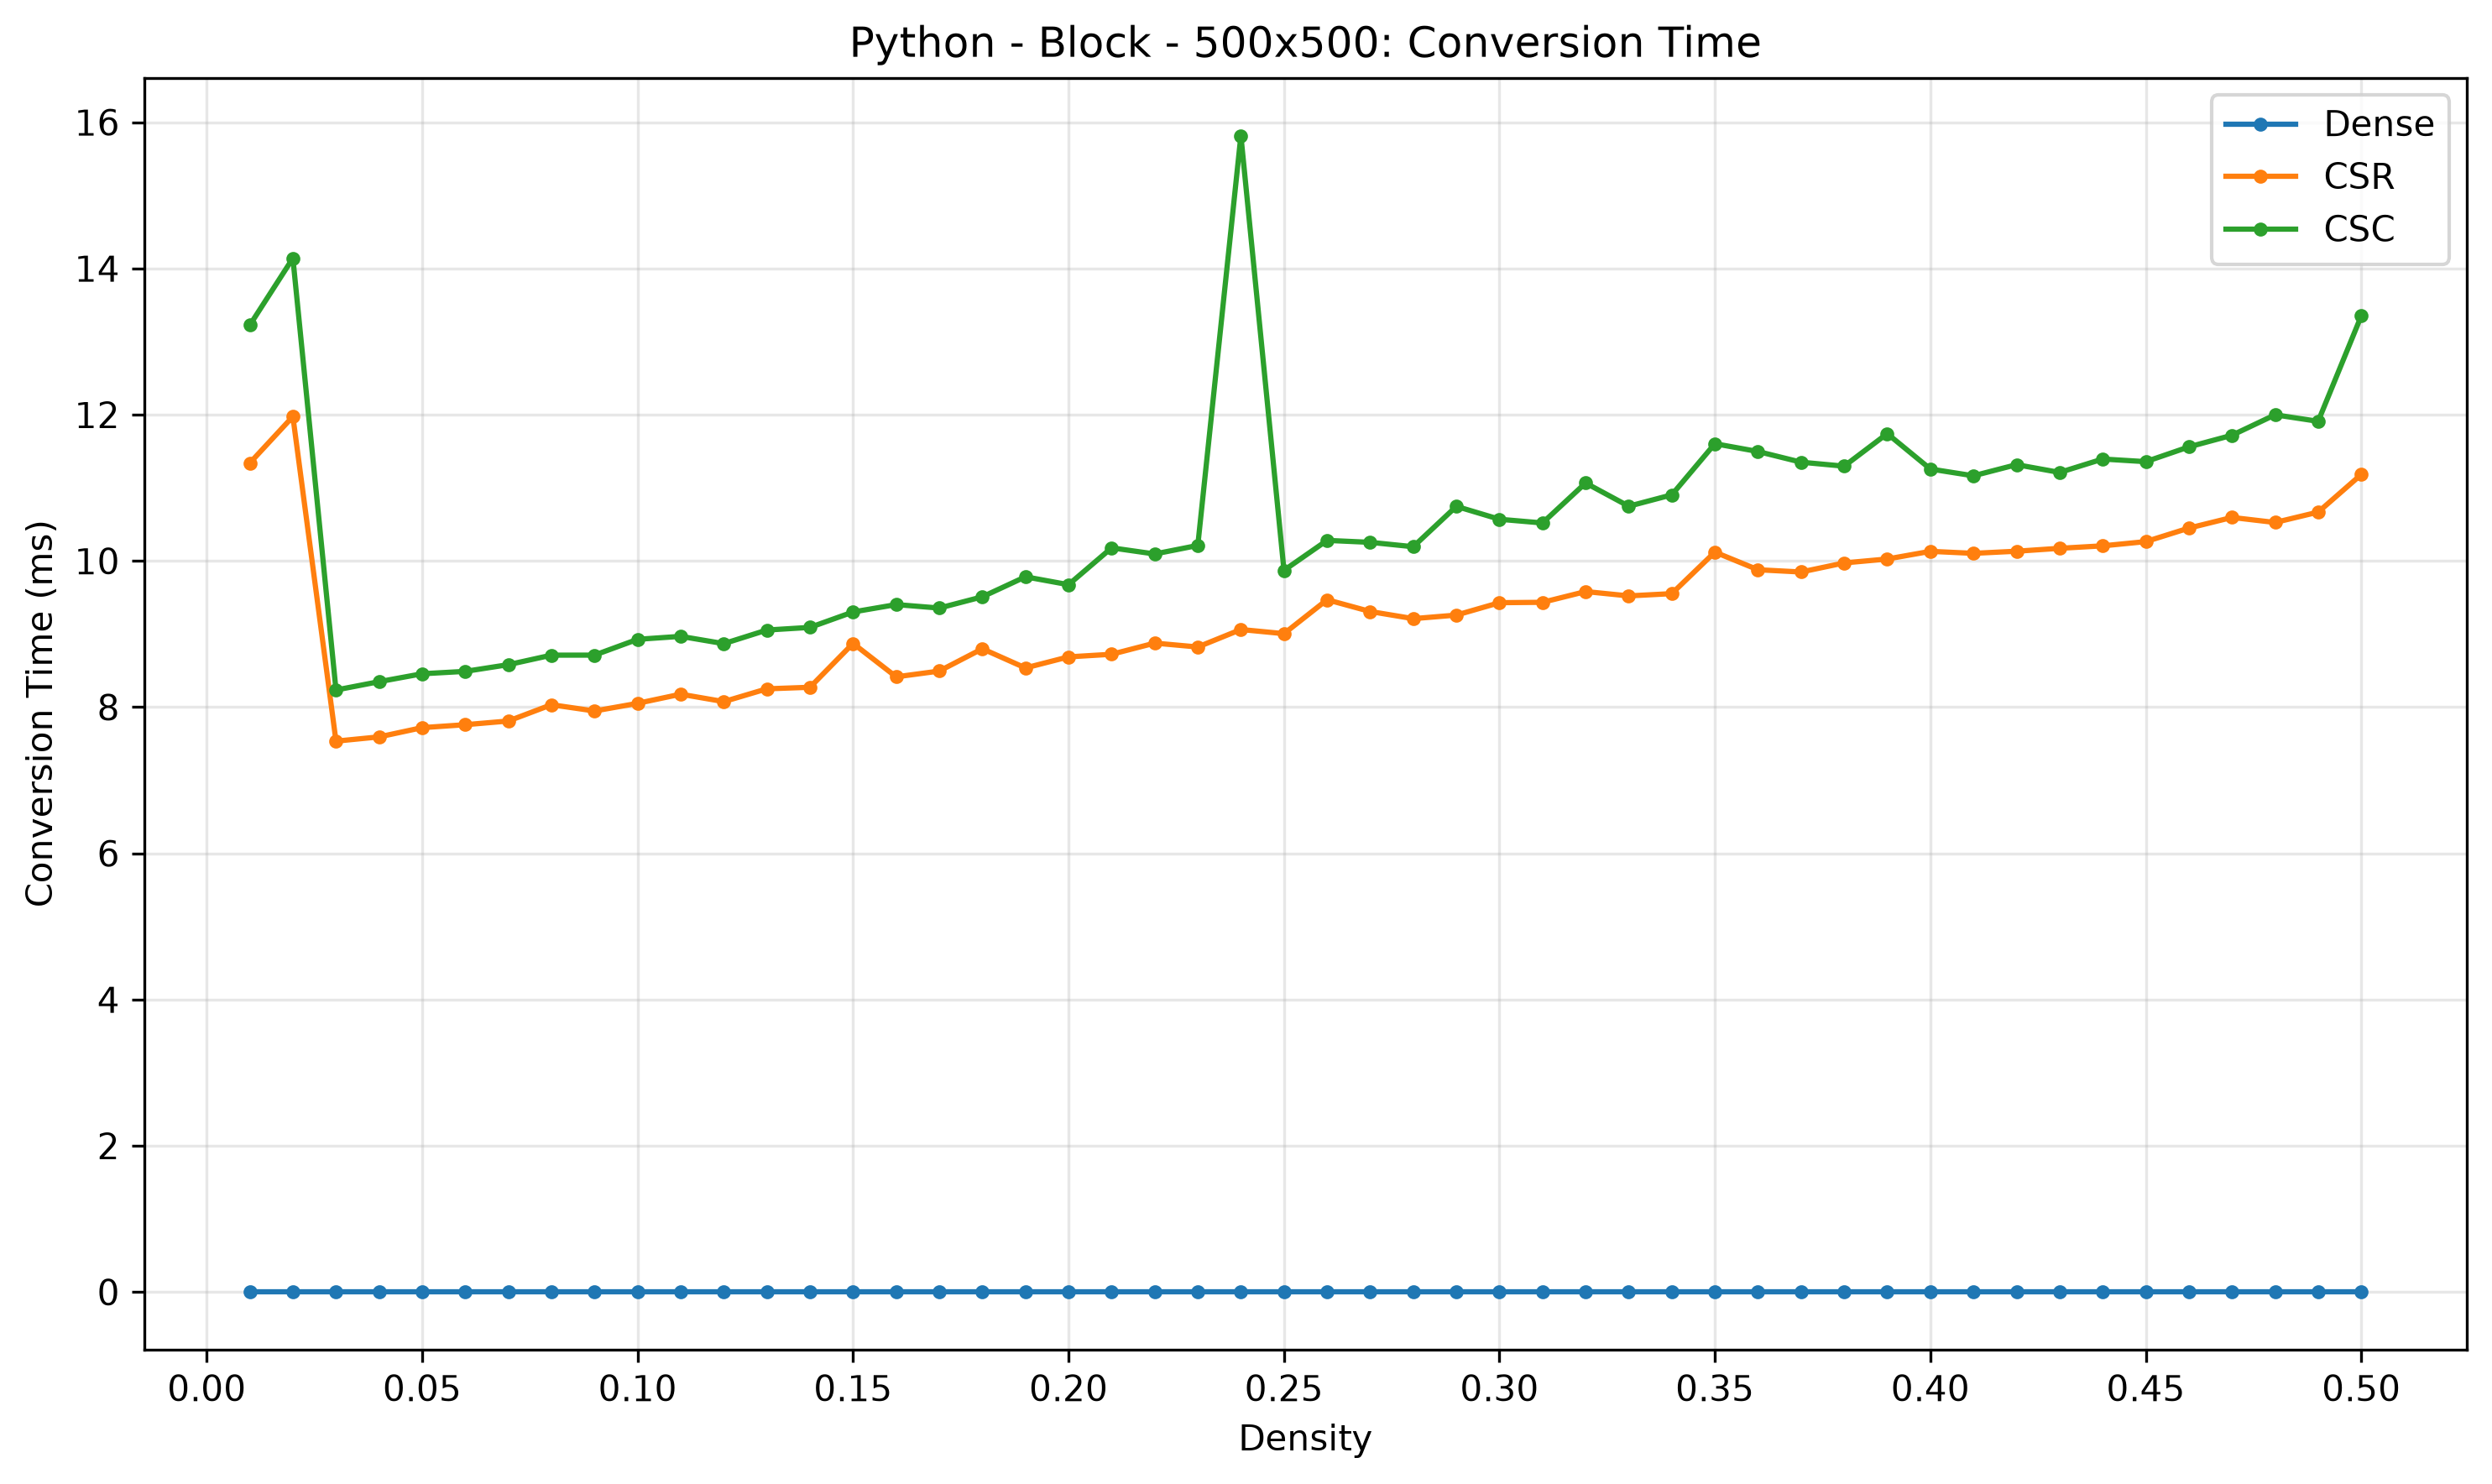 Python - Block - 500x500: Conversion Time
Dense
CSR
CSC
Conversion Time (ms)
16
14
12
10
8
6
4
2
0
0.00 0.05 0.10 0.15 0.20 0.25 0.30 0.35 0.40 0.45 0.50
Density